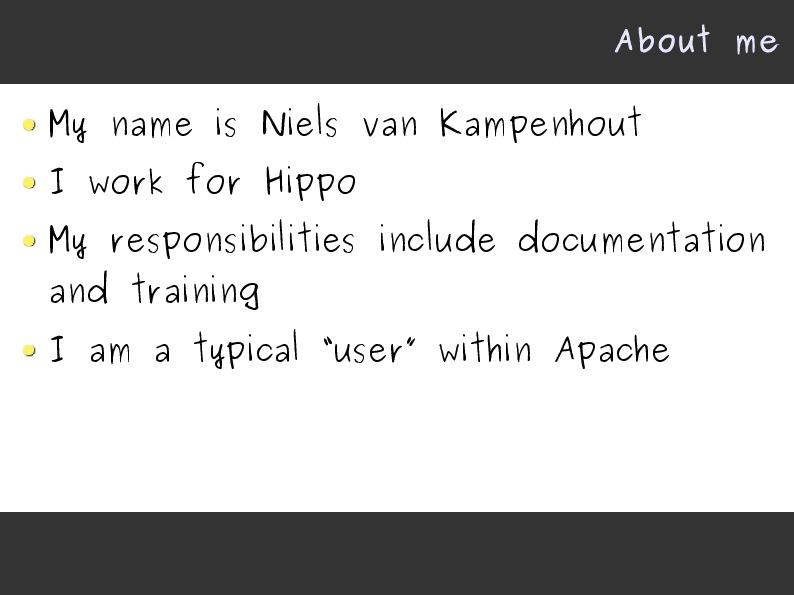 About me
My name is Niels van Kampenhout
I work for Hippo
My responsibilities include documentation
and training
I am a typical “user” within Apache